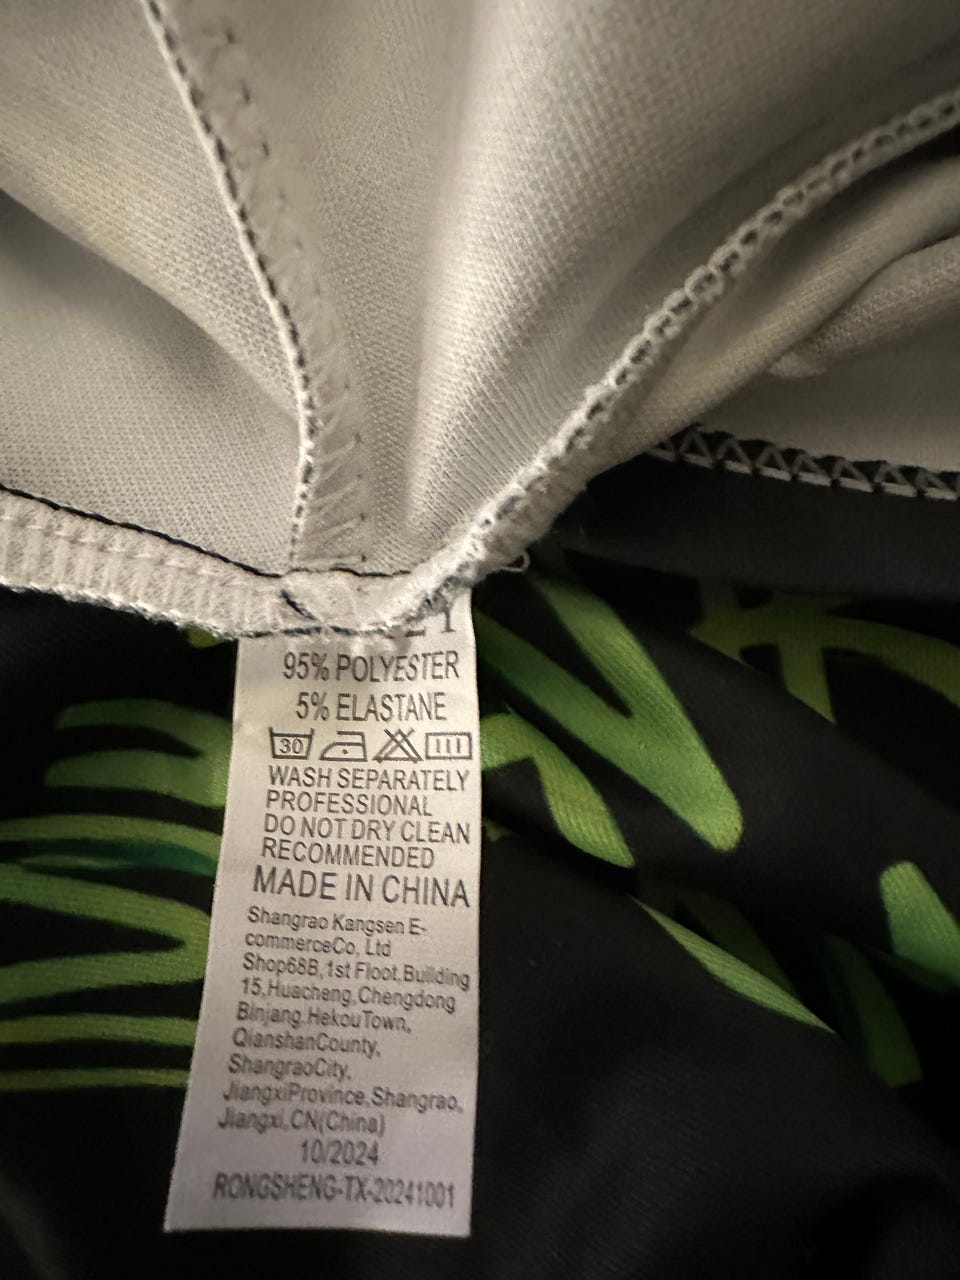 95% POLYESTER
5% ELASTANE
30
WASH SEPARATELY
PROFESSIONAL
DO NOT DRY CLEAN
RECOMMENDED
MADE IN CHINA
Shangrao Kangsen E-
commerceCo. Ltd
Shop68B,1st Floot,Building
15,Huacheng,Chengdong
Binjang.HekouTown,
QianshanCounty,
ShangraoCity,
JiangxiProvince,Shangrao,
Jiangxi,CN(China)
10/2024
RONGSHENG-TX-20241001